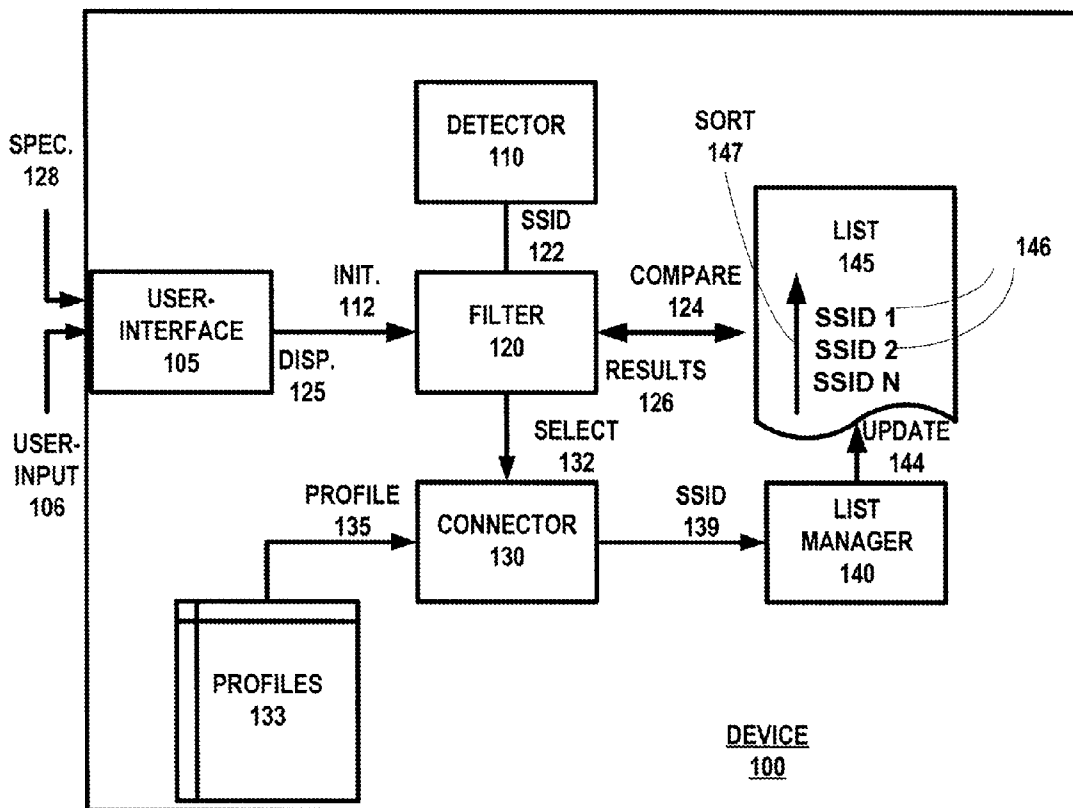 DETECTOR
110
SORT
147
SPEC.
128
SSID
122
LIST
145
146
USER-
INTERFACE
105
INIT.
112
DISP.
125
FILTER
120
COMPARE
124
RESULTS
126
SSID 1
SSID 2
SSID N
USER-
INPUT
106
SELECT
132
UPDATE
144
PROFILE
135
CONNECTOR
130
SSID
139
LIST
MANAGER
140
PROFILES
133
DEVICE
100